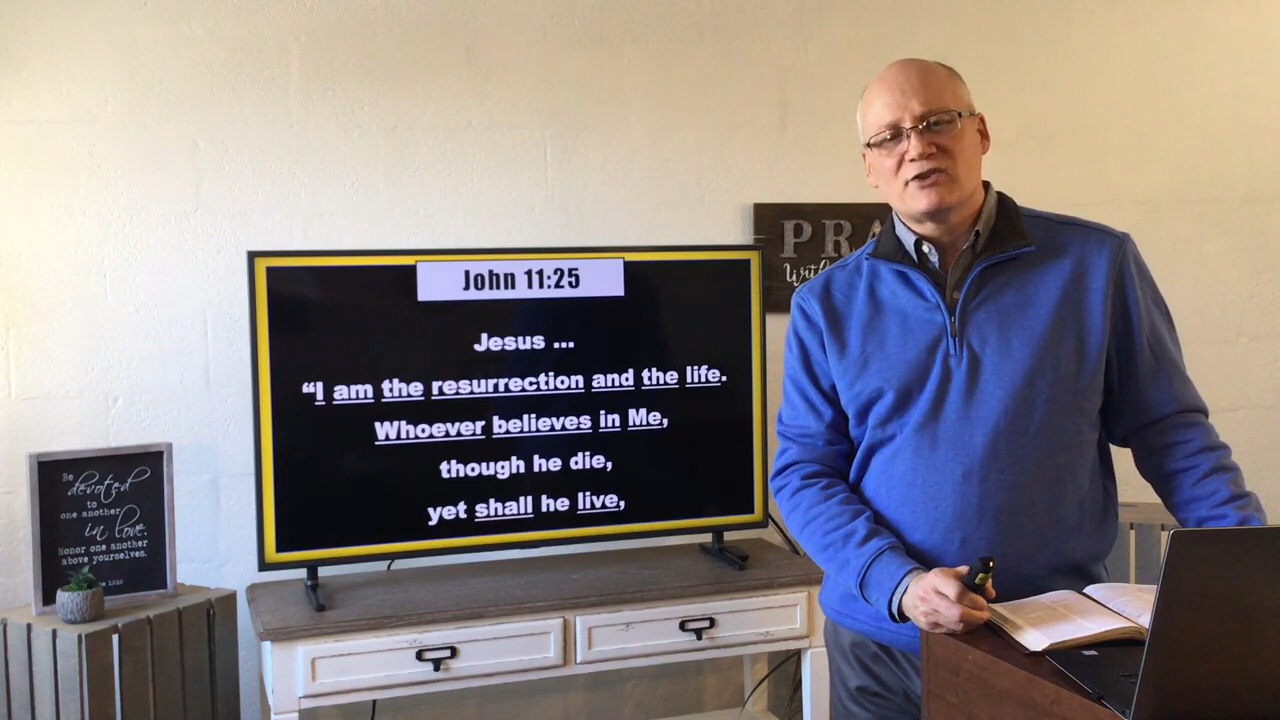 John 11:25
Jesus ...
“I am the resurrection and the life.
Whoever believes in Me,
though he die,
yet shall he live,
Be
devoted
to
one another
in love.
Honor one another
above yourselves.
PRA